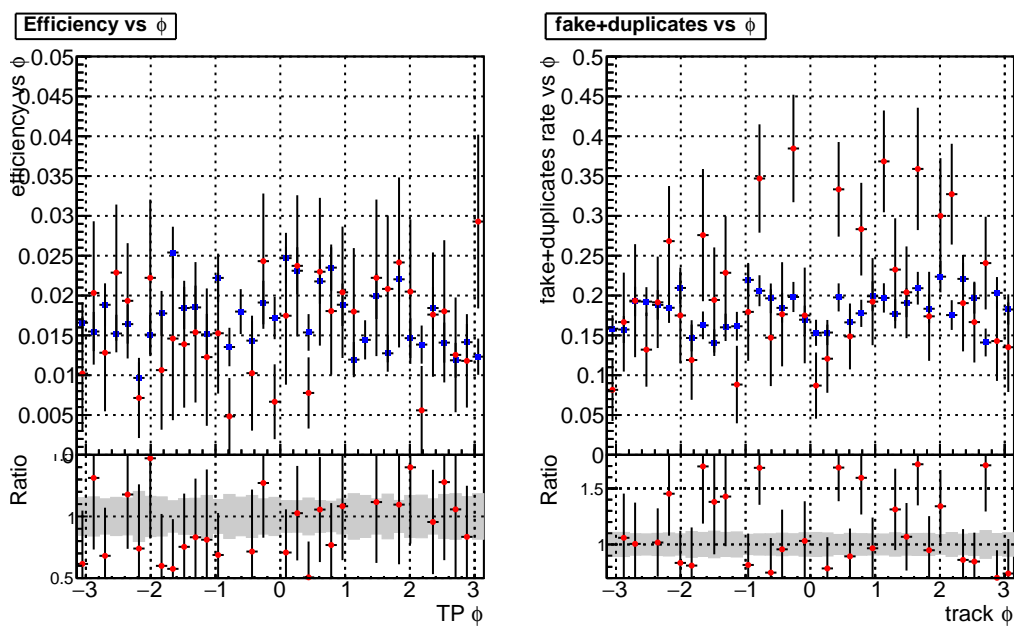 Efficiency vs ϕ
efficiency vs ϕ
0.05
0.045
0.04
0.035
0.03
0.025
0.02
0.015
0.01
0.005
0
Ratio
1
0.5
−3 −2 −1 0 1 2 3
TP ϕ
fake+duplicates vs ϕ
fake+duplicates rate vs ϕ
0.5
0.45
0.4
0.35
0.3
0.25
0.2
0.15
0.1
0.05
0
Ratio
1.5
1
−3 −2 −1 0 1 2 3
track ϕ